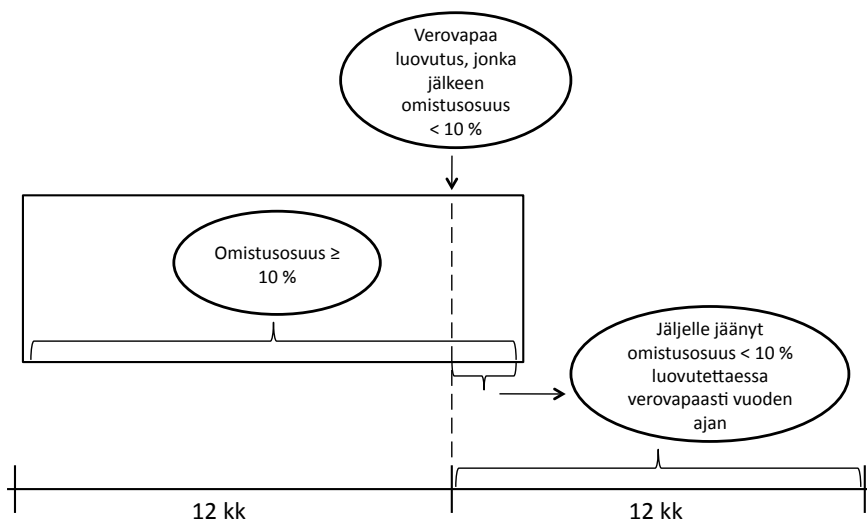 Verovapaa
luovutus, jonka
jälkeen
omistusosuus
< 10 %
Omistusosuus ≥
10 %
Jäljelle jäänyt
omistusosuus < 10 %
luovutettaessa
verovapaasti vuoden
ajan
12 kk
12 kk